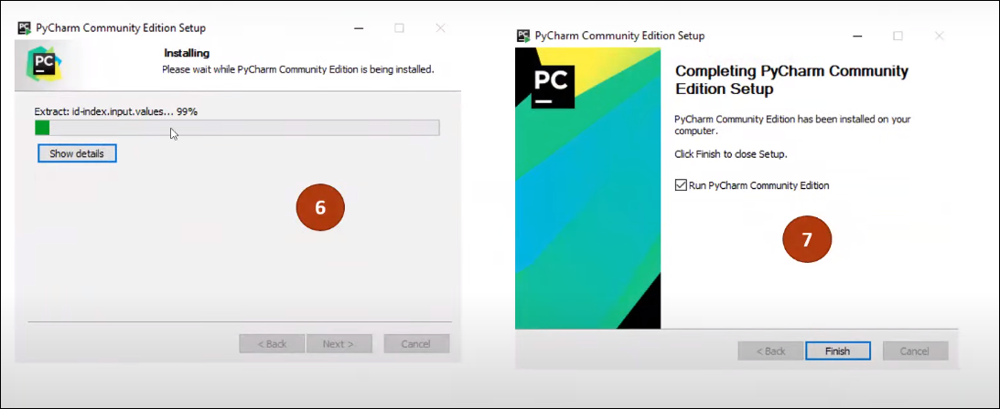 PC PyCharm Community Edition Setup
PC
Installing
Please wait while PyCharm Community Edition is being installed.
Extract: id-index.input.values... 99%
Show details
6
< Back Next > Cancel
PC PyCharm Community Edition Setup
PC
Completing PyCharm Community
Edition Setup
PyCharm Community Edition has been installed on your
computer.
Click Finish to close Setup.
Run PyCharm Community Edition
7
< Back Finish Cancel